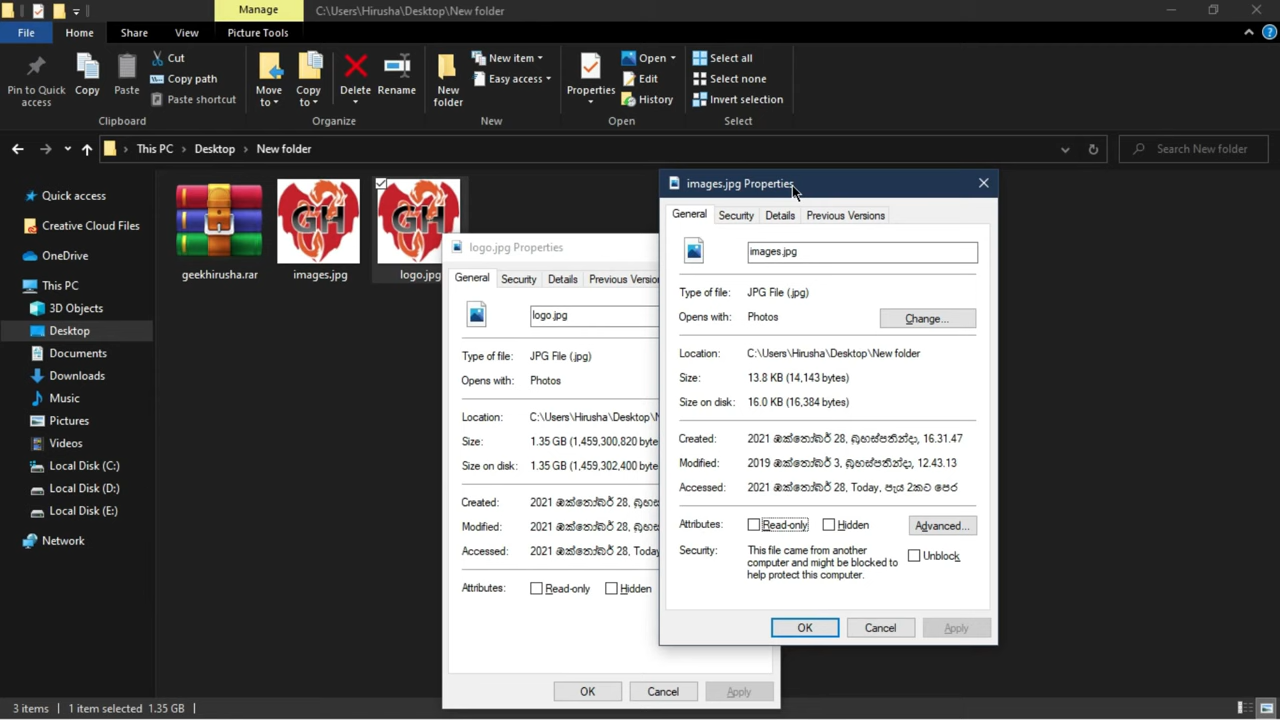 Manage
C:\Users\Hirusha\Desktop\New folder
File
Home
Share
View
Picture Tools
Pin to Quick access
Copy
Paste
Cut
Copy path
Paste shortcut
Clipboard
Move to
Copy to
Delete
Rename
Organize
New folder
New item
Easy access
New
Properties
Open
Edit
History
Open
Select all
Select none
Invert selection
Select
This PC > Desktop > New folder
Search New folder
Quick access
Creative Cloud Files
OneDrive
This PC
3D Objects
Desktop
Documents
Downloads
Music
Pictures
Videos
Local Disk (C:)
Local Disk (D:)
Local Disk (E:)
Network
GH
GH
geekhirusha.rar
images.jpg
logo.jpg
logo.jpg Properties
General Security Details Previous Versio
logo.jpg
Type of file: JPG File (.jpg)
Opens with: Photos
Location: C:\Users\Hirusha\Desktop\
Size: 1.35 GB (1,459,300,820 byte
Size on disk: 1.35 GB (1,459,302,400 byte
Created: 2021 ඔක්තෝබර් 28,
Modified: 2021 ඔක්තෝබර් 28,
Accessed: 2021 ඔක්තෝබර් 28, Today
Attributes: Read-only Hidden
OK Cancel Apply
images.jpg Properties
General Security Details Previous Versions
images.jpg
Type of file: JPG File (.jpg)
Opens with: Photos Change...
Location: C:\Users\Hirusha\Desktop\New folder
Size: 13.8 KB (14,143 bytes)
Size on disk: 16.0 KB (16,384 bytes)
Created: 2021 ඔක්තෝබර් 28, බ්‍රහස්පතින්දා, 16.31.47
Modified: 2019 ඔක්තෝබර් 3, බ්‍රහස්පතින්දා, 12.43.13
Accessed: 2021 ඔක්තෝබර් 28, Today, පැය 2කට පෙර
Attributes: Read-only Hidden Advanced...
Security: This file came from another
computer and might be blocked to
help protect this computer.
Unblock
OK Cancel Apply
3 items
1 item selected 1.35 GB